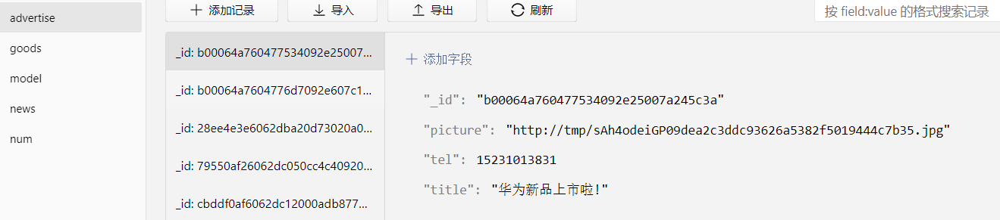 advertise
goods
model
news
num
添加记录
导入
导出
刷新
按 field:value 的格式搜索记录
_id: b00064a760477534092e25007...
_id: b00064a7604776d7092e607c1...
_id: 28ee4e3e6062dba20d73020a0...
_id: 79550af26062dc050cc4c40920...
_id: cbddf0af6062dc12000adb877...
添加字段
"_id": "b00064a760477534092e25007a245c3a"
"picture": "http://tmp/sAh4odeiGP09dea2c3ddc93626a5382f5019444c7b35.jpg"
"tel": 15231013831
"title": "华为新品上市啦!"